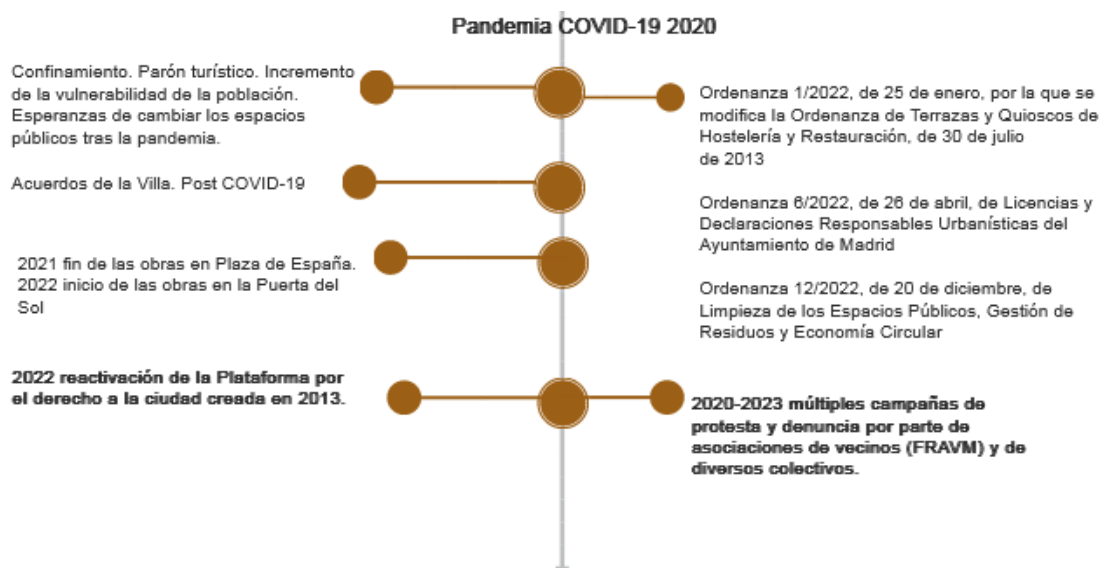 Pandemia COVID-19 2020
Confinamiento. Parón turístico. Incremento
de la vulnerabilidad de la población.
Esperanzas de cambiar los espacios
públicos tras la pandemia.
Acuerdos de la Villa. Post COVID-19
2021 fin de las obras en Plaza de España.
2022 inicio de las obras en la Puerta del
Sol
2022 reactivación de la Plataforma por
el derecho a la ciudad creada en 2013.
Ordenanza 1/2022, de 25 de enero, por la que se
modifica la Ordenanza de Terrazas y Quioscos de
Hostelería y Restauración, de 30 de julio
de 2013
Ordenanza 6/2022, de 26 de abril, de Licencias y
Declaraciones Responsables Urbanísticas del
Ayuntamiento de Madrid
Ordenanza 12/2022, de 20 de diciembre, de
Limpieza de los Espacios Públicos, Gestión de
Residuos y Economía Circular
2020-2023 múltiples campañas de
protesta y denuncia por parte de
asociaciones de vecinos (FRAVM) y de
diversos colectivos.